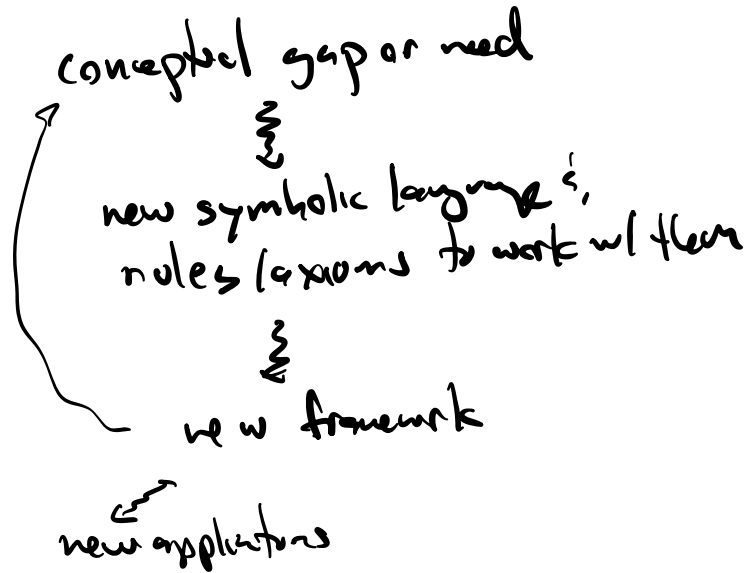 conceptual gap or need
new symbolic language &
rules/axioms to work w/ them
new framework
new applications